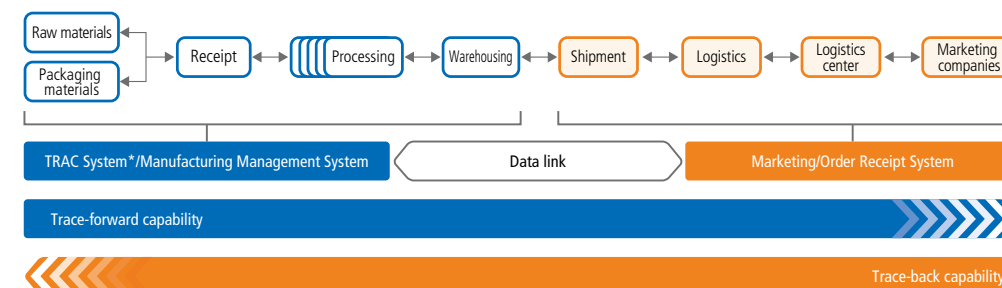 Raw materials
Packaging
materials
Receipt
Processing
Warehousing
Shipment
Logistics
Logistics
center
Marketing
companies
TRAC System*/Manufacturing Management System
Data link
Marketing/Order Receipt System
Trace-forward capability
Trace-back capability